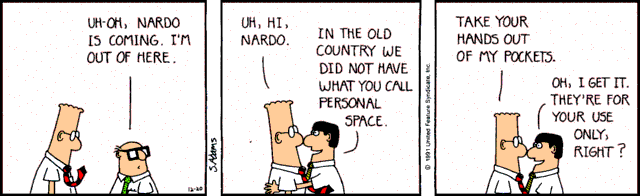 UH-OH, NARDO
IS COMING. I'M
OUT OF HERE.
S.Adams
12-20
UH, HI,
NARDO.
IN THE OLD
COUNTRY WE
DID NOT HAVE
WHAT YOU CALL
PERSONAL
SPACE.
© 1991 United Feature Syndicate, Inc.
TAKE YOUR
HANDS OUT
OF MY POCKETS.
OH, I GET IT.
THEY'RE FOR
YOUR USE
ONLY,
RIGHT?